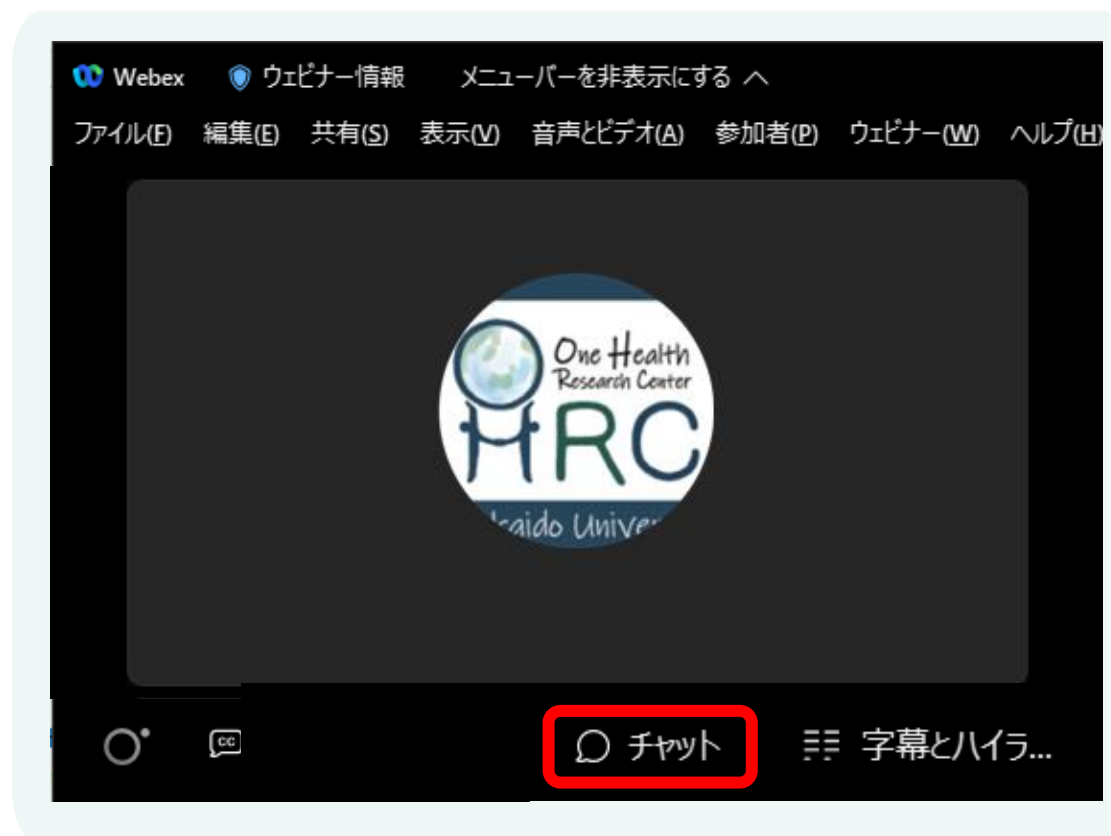 Webex ウェビナー情報 メニューバーを非表示にする
ファイル(F) 編集(E) 共有(S) 表示(V) 音声とビデオ(A) 参加者(P) ウェビナー(W) ヘルプ(H)
One Health
Research Center
HRC
kaido Unive
CC チャット 字幕とハイラ...